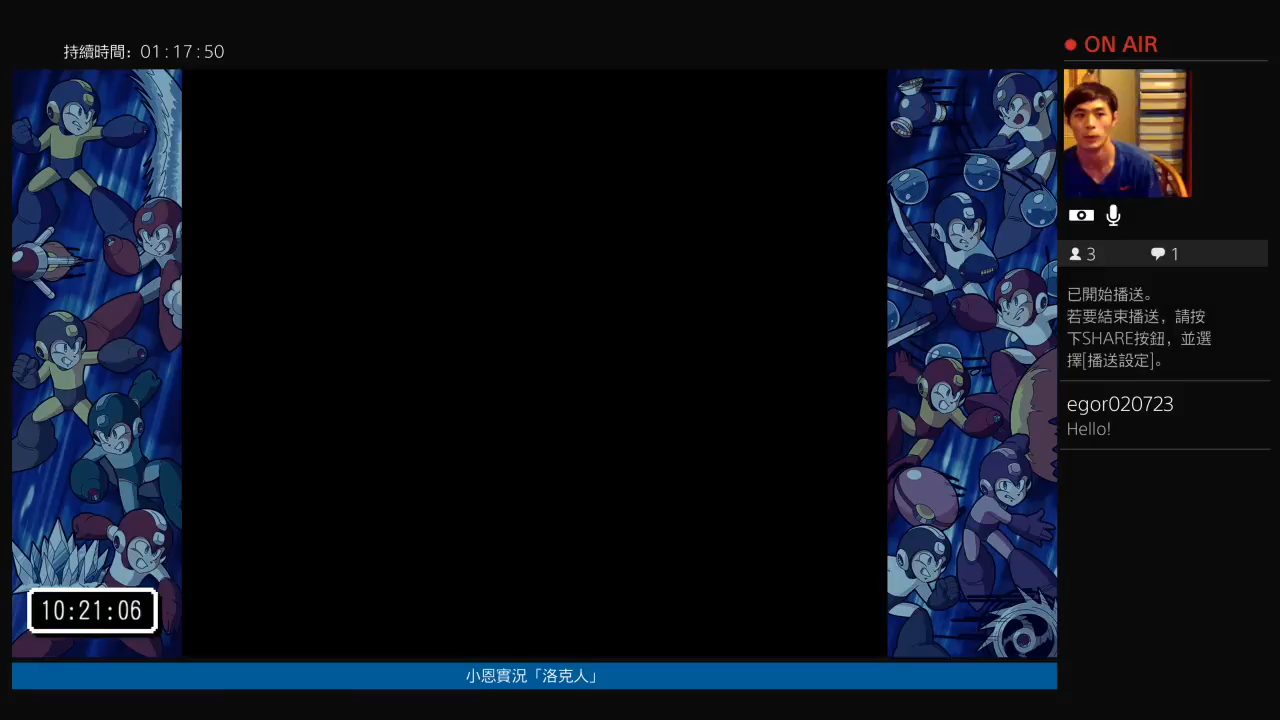 持續時間：01:17:50
ON AIR
3
1
已開始播送。
若要結束播送，請按
下SHARE按鈕，並選
擇[播送設定]。
egor020723
Hello!
10:21:06
小恩實況「洛克人」